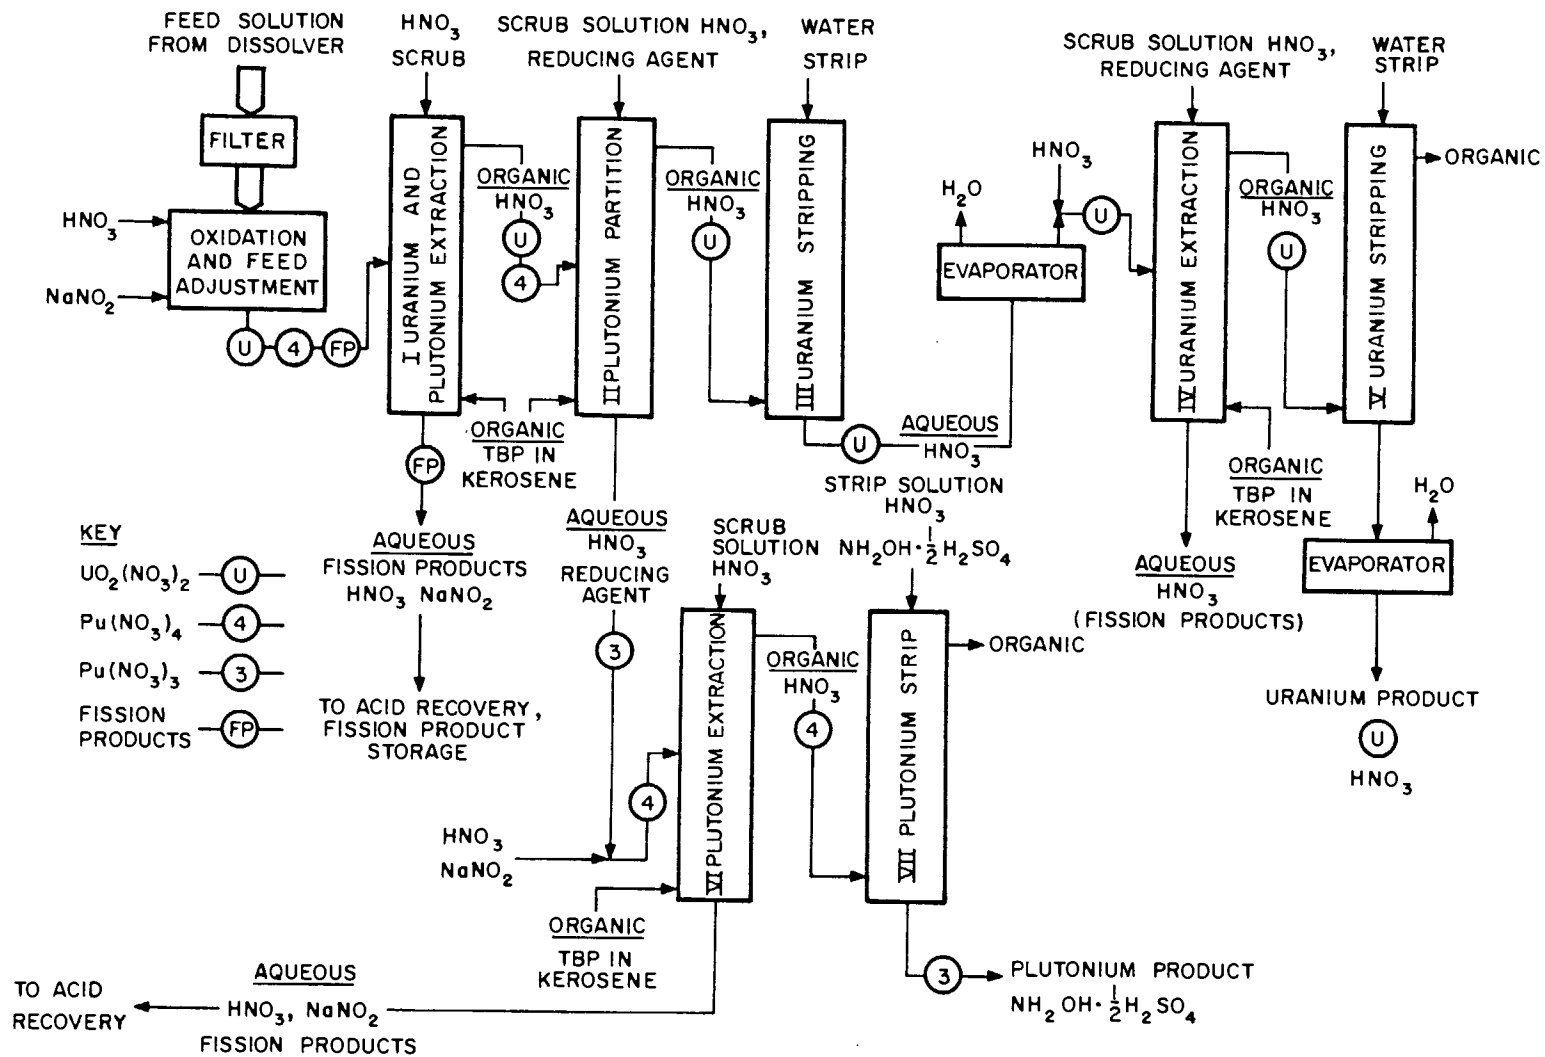 FEED SOLUTION
FROM DISSOLVER
FILTER
HNO3
NaNO2
OXIDATION
AND FEED
ADJUSTMENT
U
4
FP
HNO3
SCRUB
I URANIUM AND
PLUTONIUM EXTRACTION
ORGANIC
HNO3
U
4
ORGANIC
TBP IN
KEROSENE
FP
AQUEOUS
FISSION PRODUCTS
HNO3 NaNO2
TO ACID RECOVERY,
FISSION PRODUCT
STORAGE
SCRUB SOLUTION HNO3,
REDUCING AGENT
II PLUTONIUM PARTITION
ORGANIC
HNO3
U
AQUEOUS
HNO3
REDUCING
AGENT
3
WATER
STRIP
III URANIUM STRIPPING
U
AQUEOUS
HNO3
H2O
EVAPORATOR
HNO3
U
SCRUB SOLUTION HNO3,
REDUCING AGENT
IV URANIUM EXTRACTION
ORGANIC
HNO3
U
ORGANIC
TBP IN
KEROSENE
AQUEOUS
HNO3
(FISSION PRODUCTS)
WATER
STRIP
V URANIUM STRIPPING
ORGANIC
H2O
EVAPORATOR
URANIUM PRODUCT
U
HNO3
KEY
UO2(NO3)2 U
Pu(NO3)4 4
Pu(NO3)3 3
FISSION
PRODUCTS FP
HNO3
NaNO2
4
SCRUB
SOLUTION
HNO3
VI PLUTONIUM EXTRACTION
ORGANIC
TBP IN
KEROSENE
ORGANIC
HNO3
4
STRIP SOLUTION
HNO3
NH2OH·1/2H2SO4
VII PLUTONIUM STRIP
ORGANIC
3
PLUTONIUM PRODUCT
NH2OH·1/2H2SO4
AQUEOUS
HNO3, NaNO2
FISSION PRODUCTS
TO ACID
RECOVERY